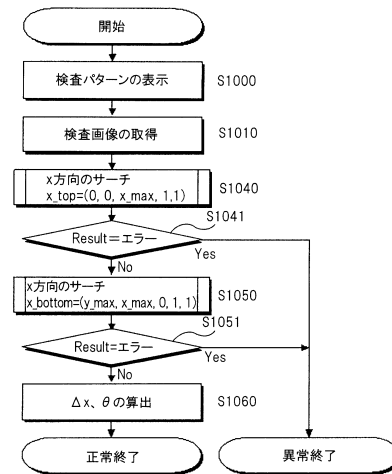 開始
検査パターンの表示
S1000
検査画像の取得
S1010
x方向のサーチ
x_top=(0, 0, x_max, 1,1)
S1040
S1041
Result=エラー
Yes
No
x方向のサーチ
x_bottom=(y_max, x_max, 0, 1, 1)
S1050
S1051
Result=エラー
Yes
No
Δx、θの算出
S1060
正常終了
異常終了